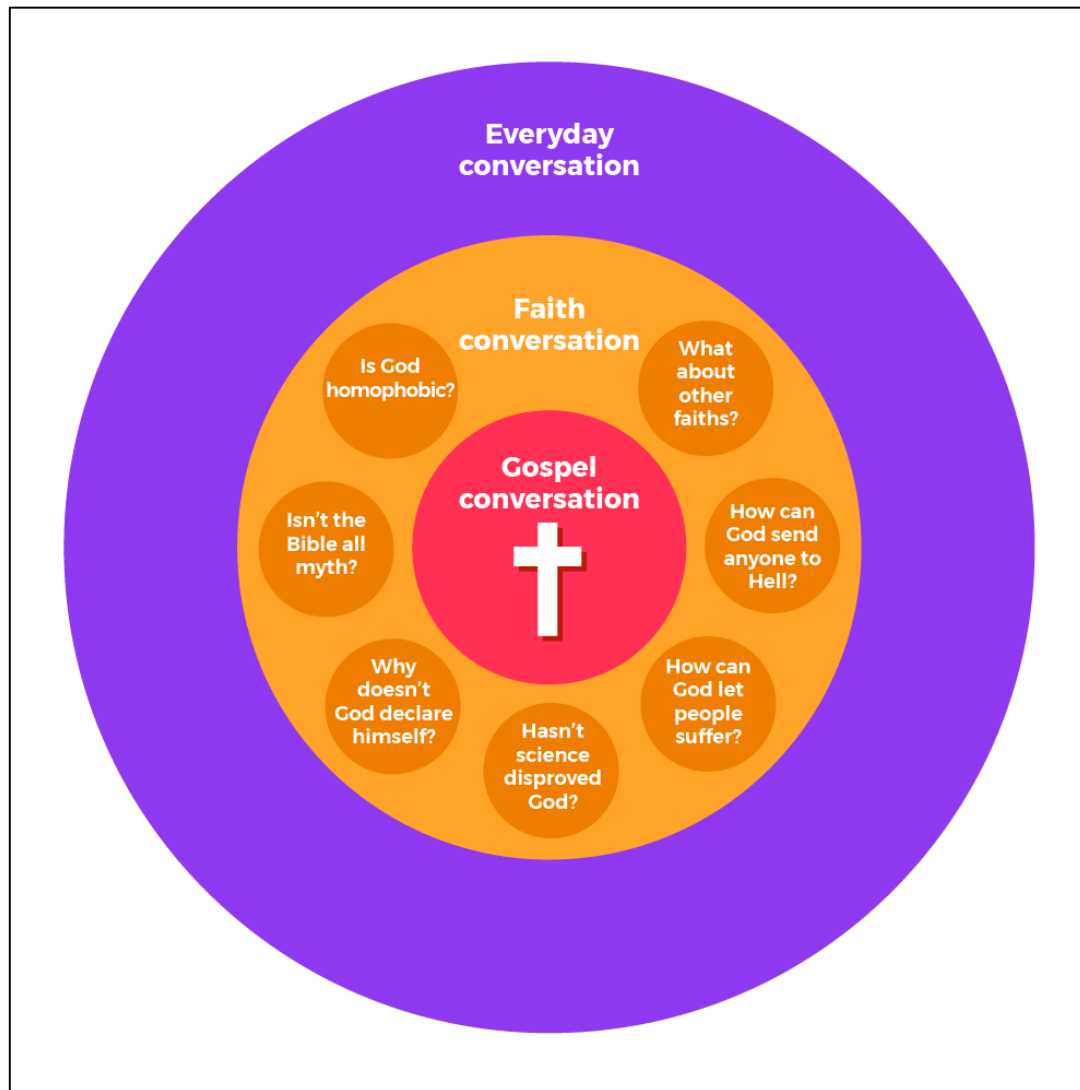 Everyday
conversation
Faith
conversation
Is God
homophobic?
What
about
other
faiths?
Gospel
conversation
Isn't the
Bible all
myth?
How can
God send
anyone to
Hell?
Why
doesn't
God declare
himself?
How can
God let
people
suffer?
Hasn't
science
disproved
God?